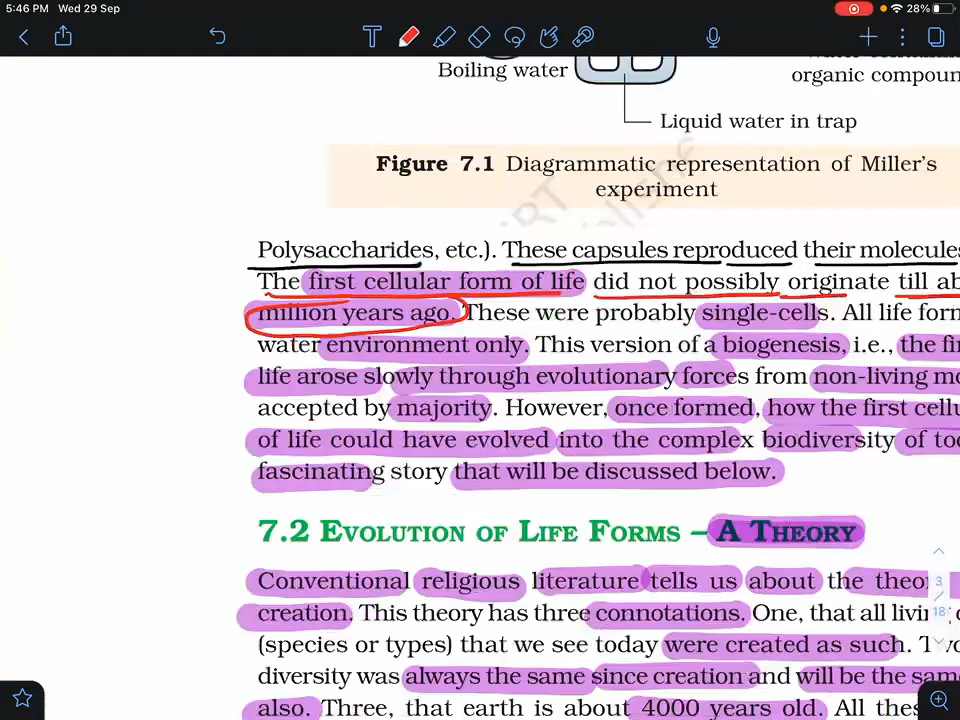 5:46 PM Wed 29 Sep
28%
Boiling water
organic compoun
Liquid water in trap
Figure 7.1 Diagrammatic representation of Miller's
experiment
Polysaccharides, etc.). These capsules reproduced their molecules
The first cellular form of life did not possibly originate till ab
million years ago. These were probably single-cells. All life form
water environment only. This version of a biogenesis, i.e., the fi
life arose slowly through evolutionary forces from non-living mo
accepted by majority. However, once formed, how the first cellu
of life could have evolved into the complex biodiversity of to
fascinating story that will be discussed below.
7.2 EVOLUTION OF LIFE FORMS – A THEORY
Conventional religious literature tells us about the theor
3
creation. This theory has three connotations. One, that all livin
18
(species or types) that we see today were created as such. Two
diversity was always the same since creation and will be the same
also. Three, that earth is about 4000 years old. All thes